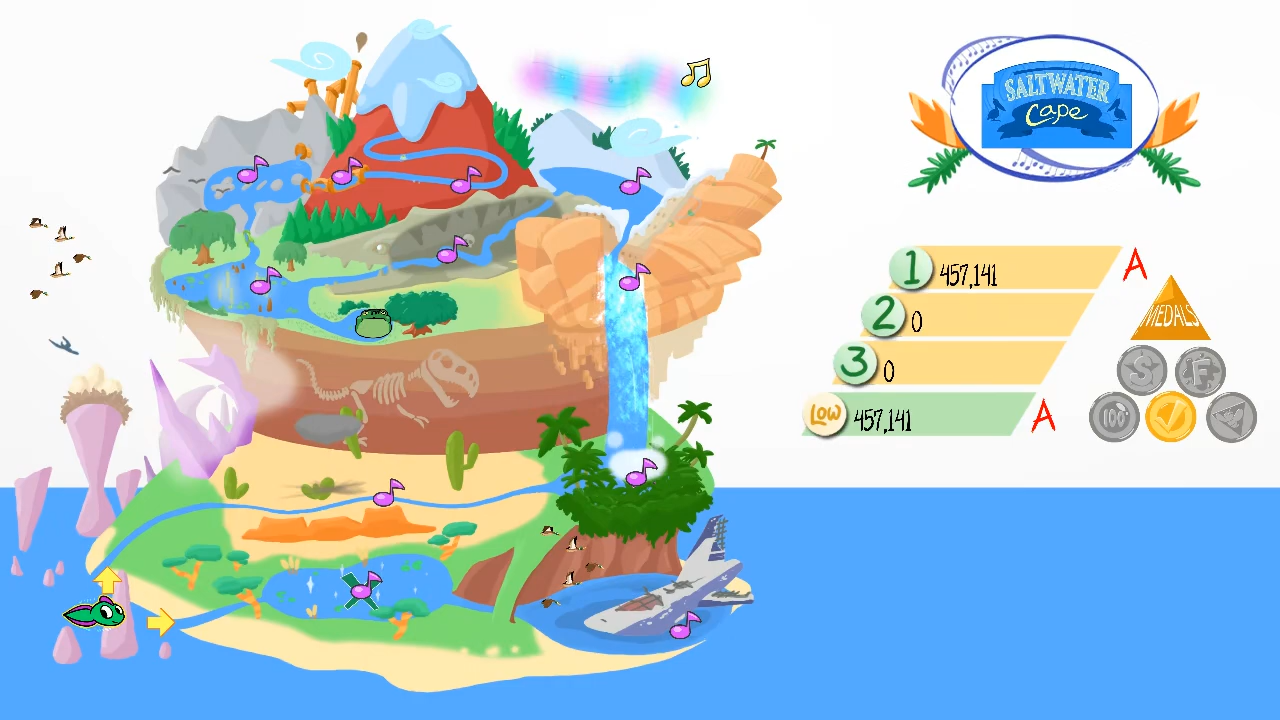 SALTWATER
Cape
1 457,141 A
2 0
3 0
LOW 457,141 A
MEDALS
S F
100